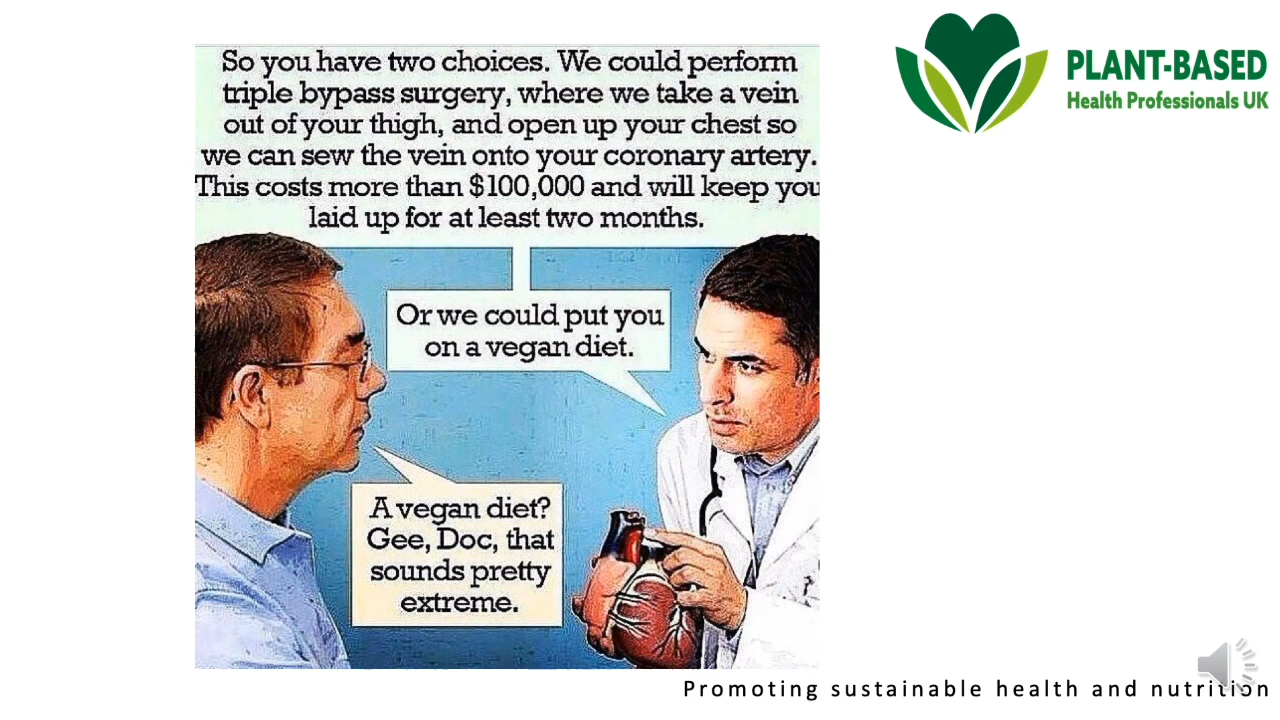 So you have two choices. We could perform
triple bypass surgery, where we take a vein
out of your thigh, and open up your chest so
we can sew the vein onto your coronary artery.
This costs more than $100,000 and will keep you
laid up for at least two months.
Or we could put you
on a vegan diet.
A vegan diet?
Gee, Doc, that
sounds pretty
extreme.
PLANT-BASED
Health Professionals UK
Promoting sustainable health and nutrition